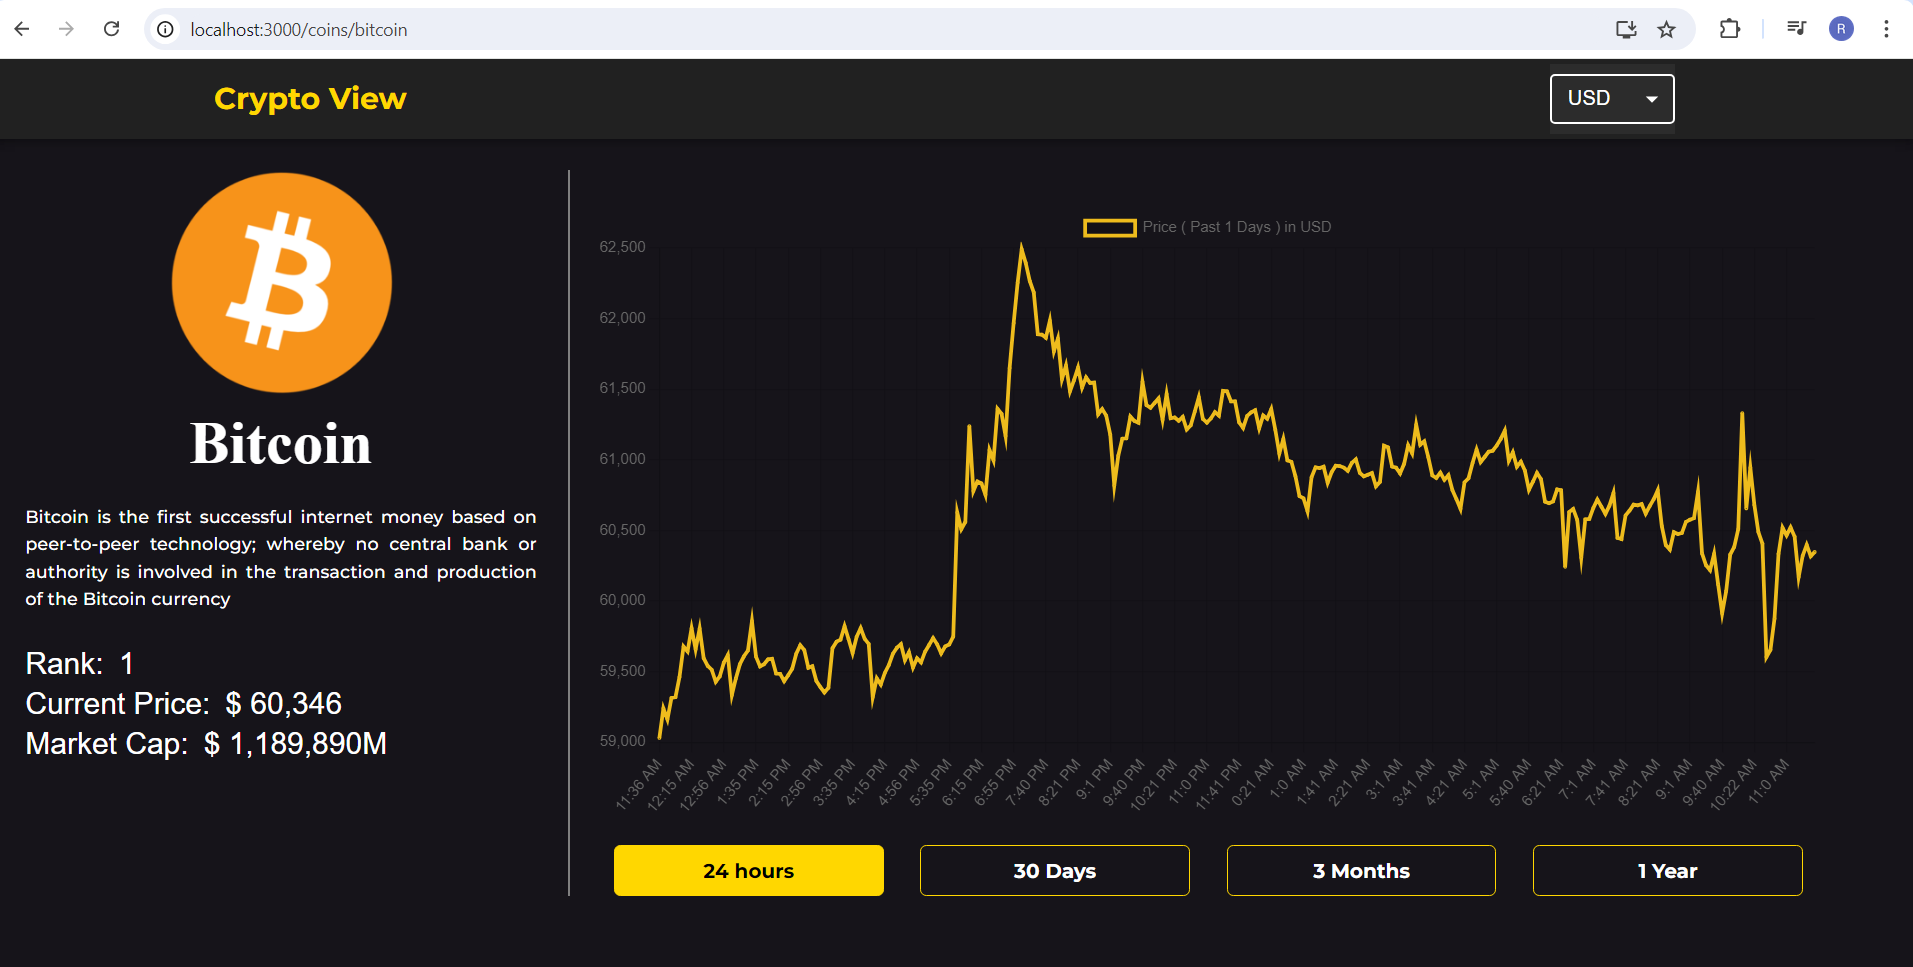 localhost:3000/coins/bitcoin
R
Crypto View
USD
Bitcoin
Bitcoin is the first successful internet money based on
peer-to-peer technology; whereby no central bank or
authority is involved in the transaction and production
of the Bitcoin currency
Rank: 1
Current Price: $ 60,346
Market Cap: $ 1,189,890M
Price ( Past 1 Days ) in USD
62,500
62,000
61,500
61,000
60,500
60,000
59,500
59,000
11:36 AM
12:15 AM
12:56 AM
1:35 PM
2:15 PM
2:56 PM
3:35 PM
4:15 PM
4:56 PM
5:35 PM
6:15 PM
6:55 PM
7:40 PM
8:21 PM
9:1 PM
9:40 PM
10:21 PM
11:0 PM
11:41 PM
0:21 AM
1:0 AM
1:41 AM
2:21 AM
3:1 AM
3:41 AM
4:21 AM
5:1 AM
5:40 AM
6:21 AM
7:1 AM
7:41 AM
8:21 AM
9:1 AM
9:40 AM
10:22 AM
11:0 AM
24 hours
30 Days
3 Months
1 Year